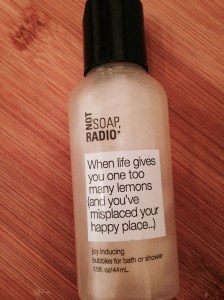 NOT
SOAP,
RADIO
When life gives
you one too
many lemons
(and you've
misplaced your
happy place...)
joy inducing
bubbles for bath or shower
1.5fl oz/44mL